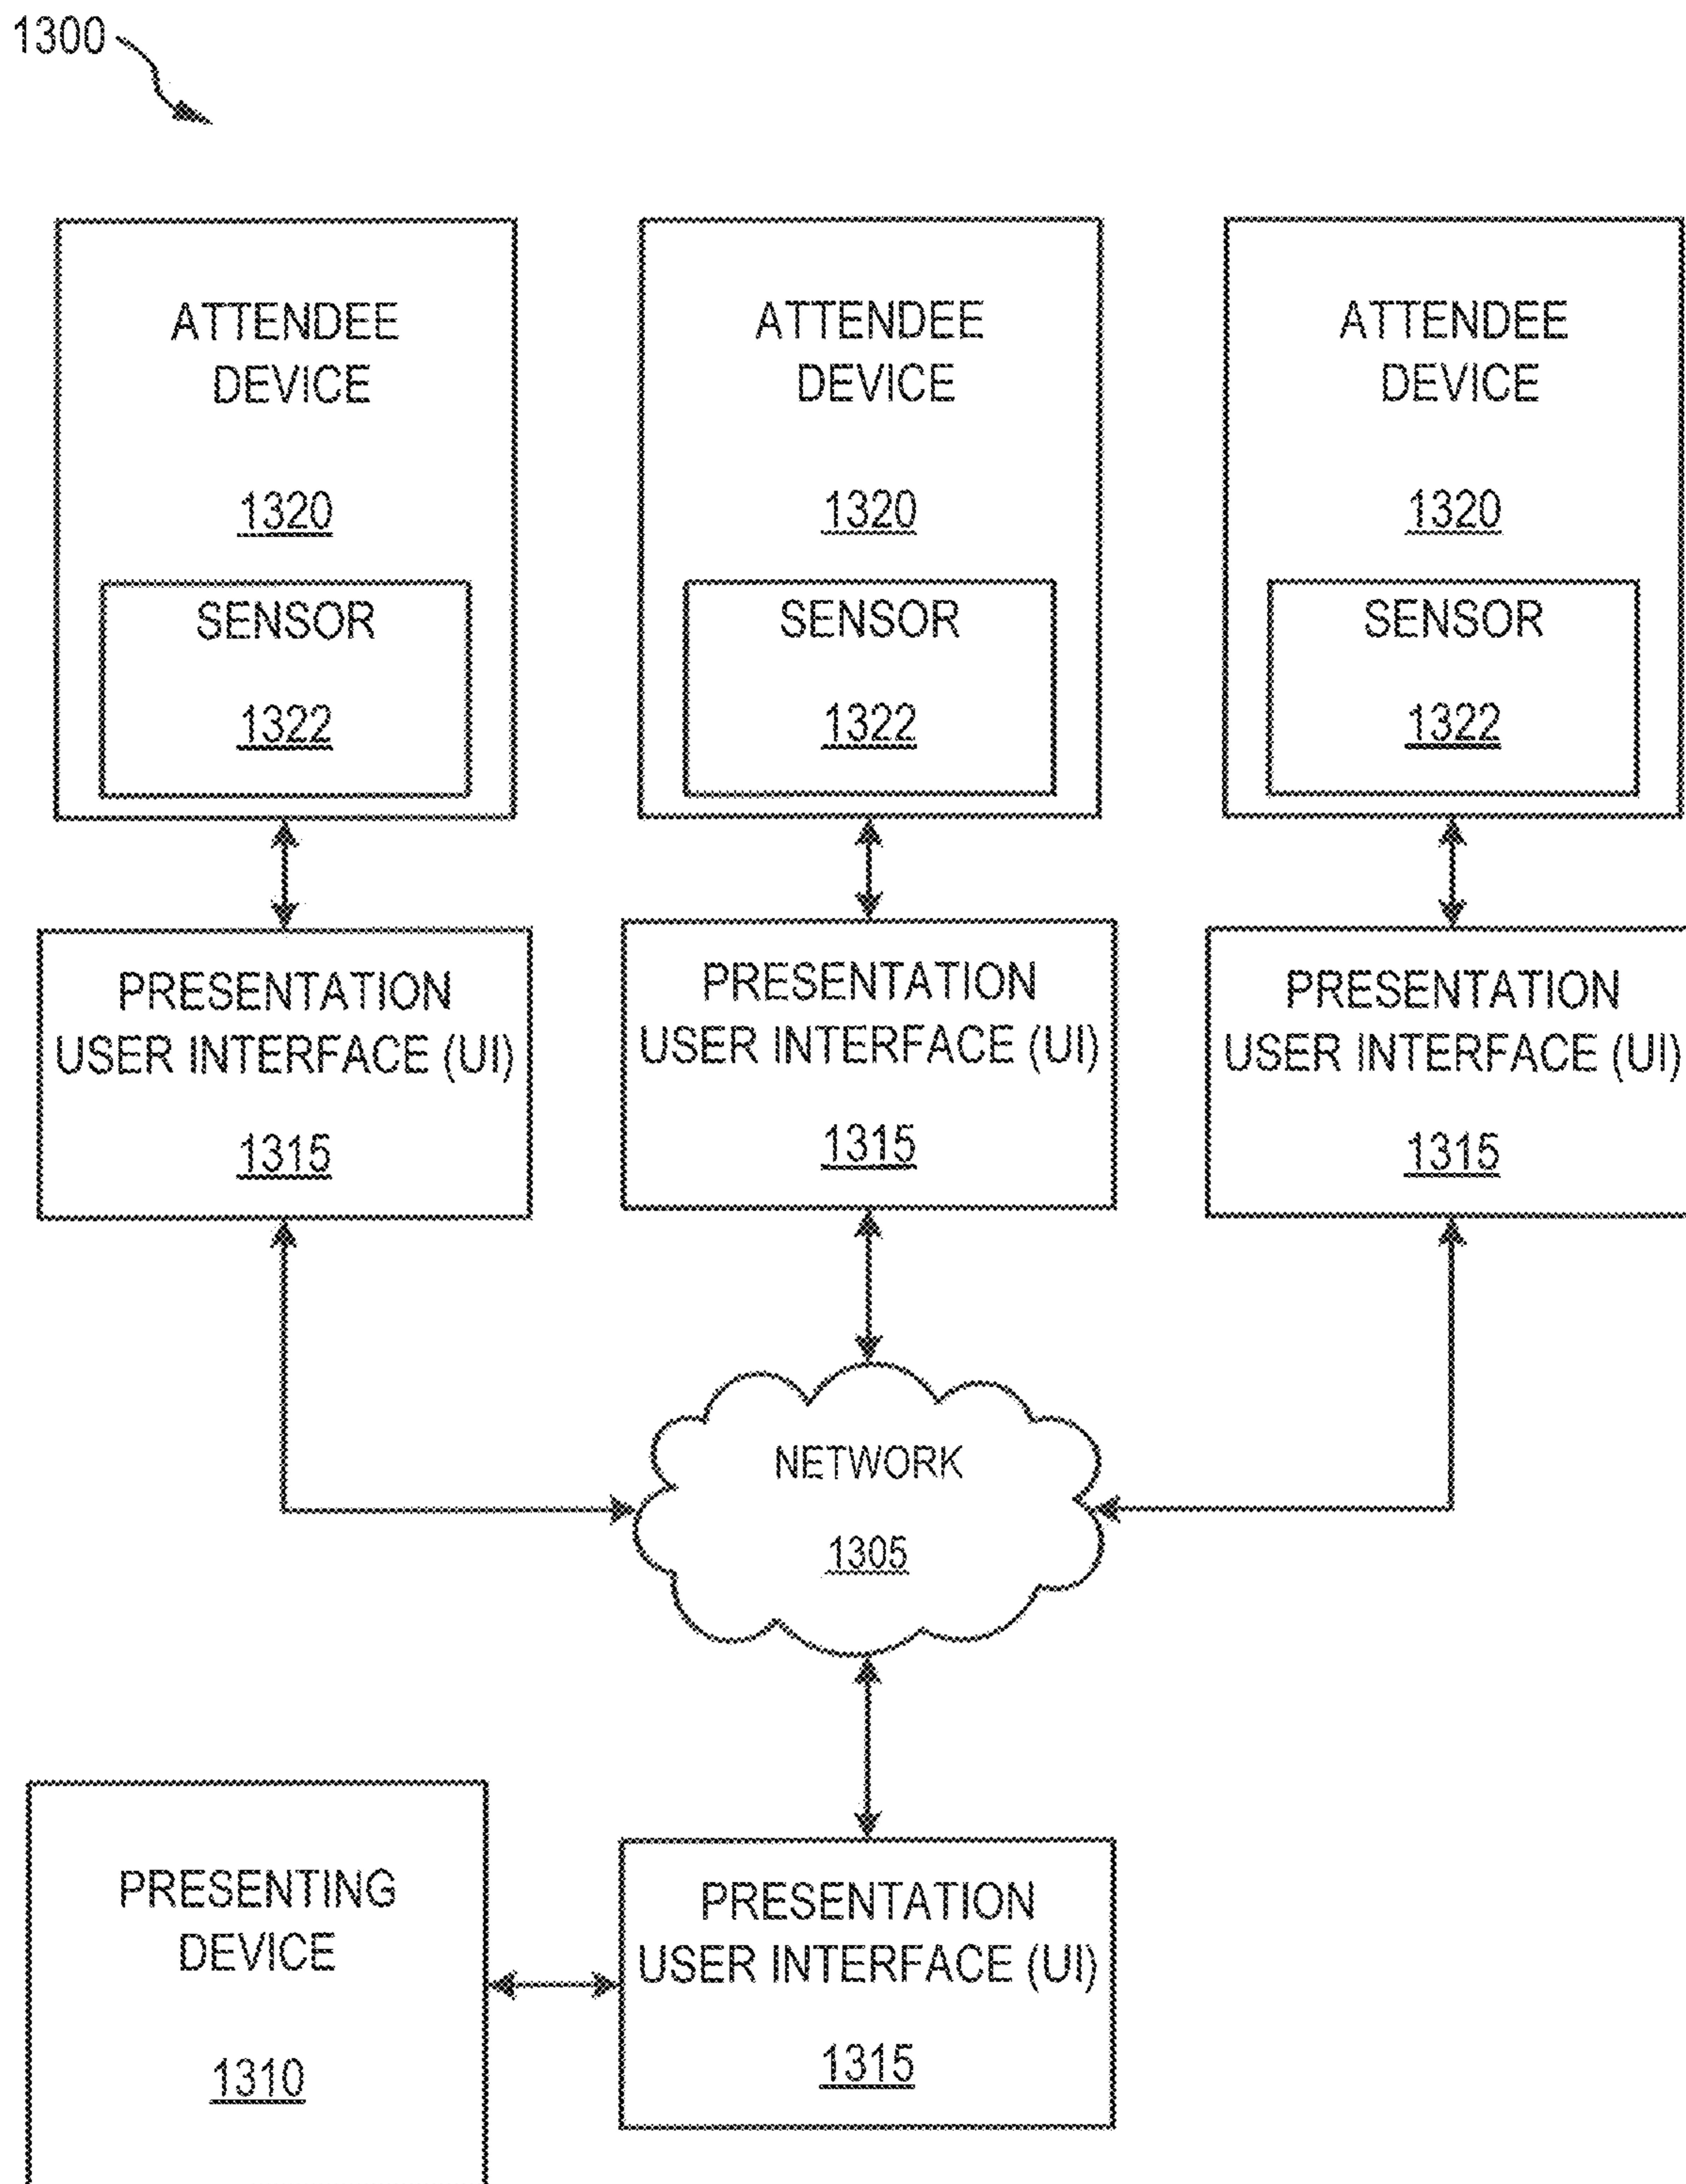 1300
ATTENDEE
DEVICE
1320
SENSOR
1322
ATTENDEE
DEVICE
1320
SENSOR
1322
ATTENDEE
DEVICE
1320
SENSOR
1322
PRESENTATION
USER INTERFACE (UI)
1315
PRESENTATION
USER INTERFACE (UI)
1315
PRESENTATION
USER INTERFACE (UI)
1315
NETWORK
1305
PRESENTING
DEVICE
1310
PRESENTATION
USER INTERFACE (UI)
1315